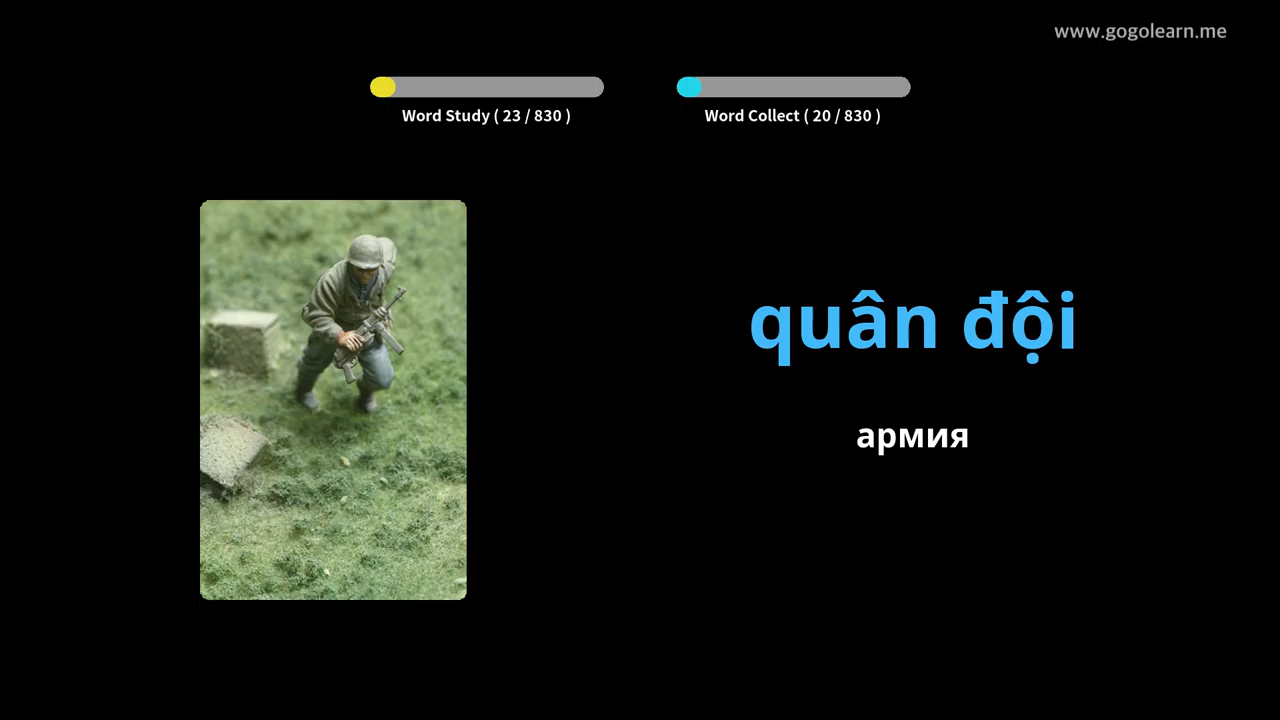 www.gogolearn.me
Word Study ( 23 / 830 )
Word Collect ( 20 / 830 )
quân đội
армия